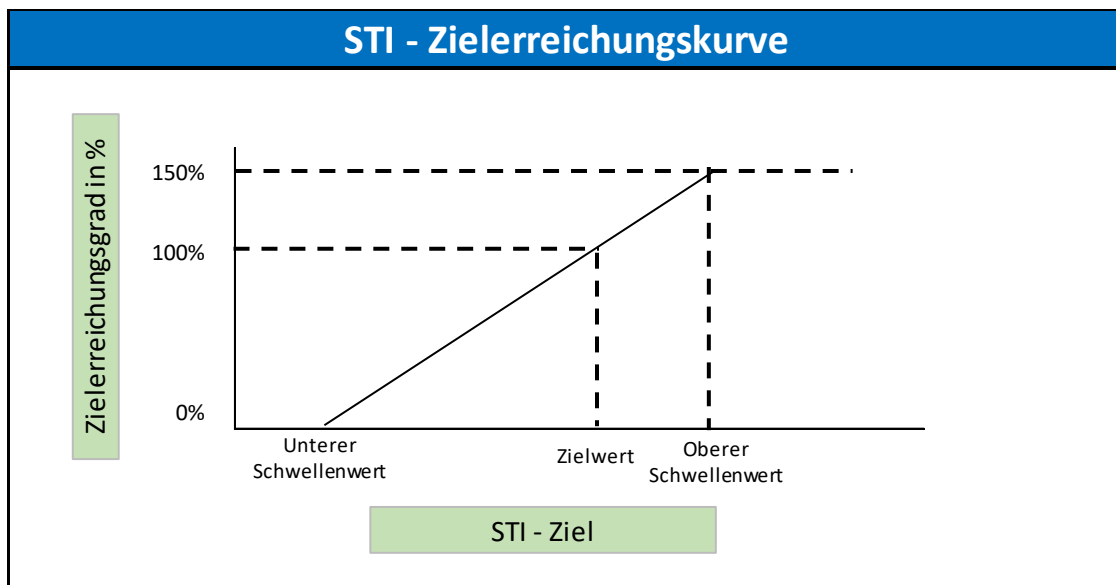 STI - Zielerreichungskurve
Zielerreichungsgrad in %
150%
100%
0%
Unterer
Schwellenwert
Zielwert
Oberer
Schwellenwert
STI - Ziel